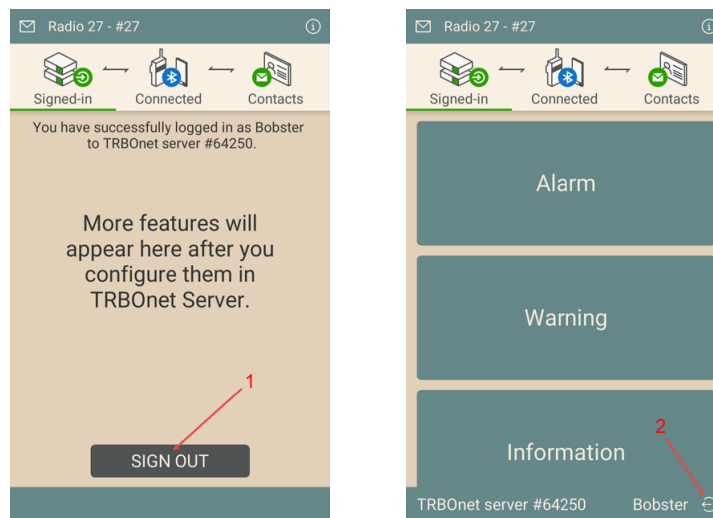 Radio 27 - #27
Signed-in
Connected
Contacts
You have successfully logged in as Bobster
to TRBOnet server #64250.
More features will
appear here after you
configure them in
TRBOnet Server.
1
SIGN OUT
Radio 27 - #27
Signed-in
Connected
Contacts
Alarm
Warning
Information
2
TRBOnet server #64250
Bobster